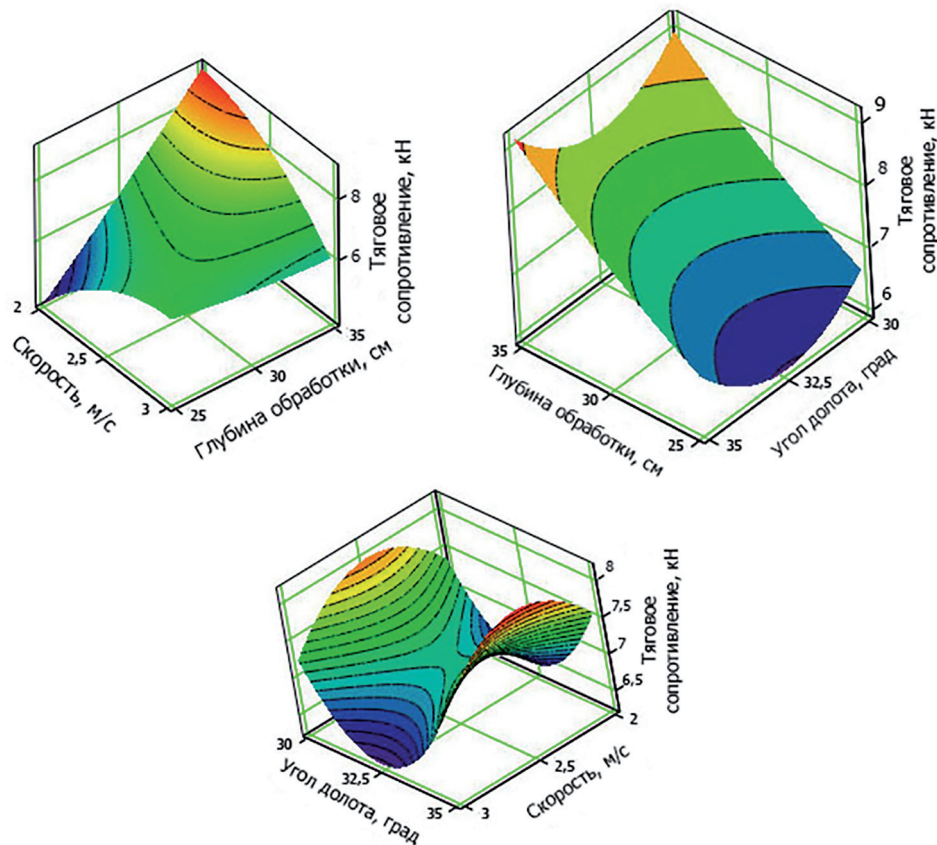 8
6
Тяговое
сопротивление, кН
2
2,5
3
Скорость, м/с
25
30
35
Глубина обработки, см
9
8
7
6
Тяговое
сопротивление, кН
35
30
25
Глубина обработки, см
30
32,5
35
Угол долота, град
8
7,5
7
6,5
Тяговое
сопротивление, кН
30
32,5
35
Угол долота, град
2
2,5
3
Скорость, м/с